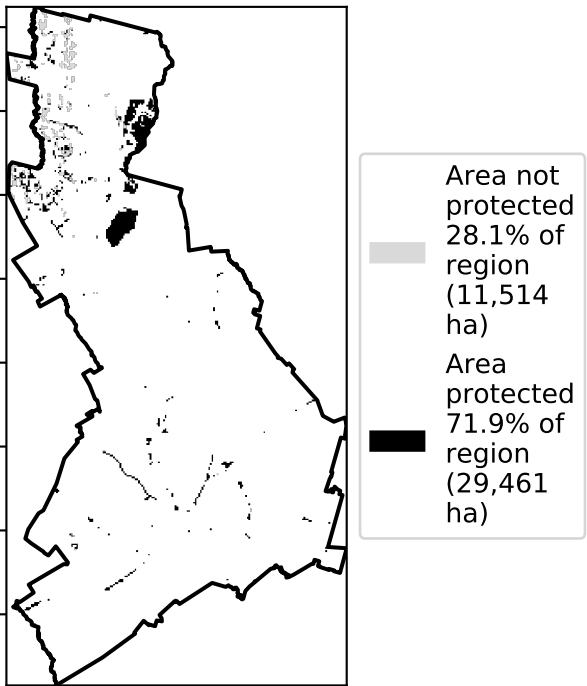 Area not
protected
28.1% of
region
(11,514
ha)
Area
protected
71.9% of
region
(29,461
ha)